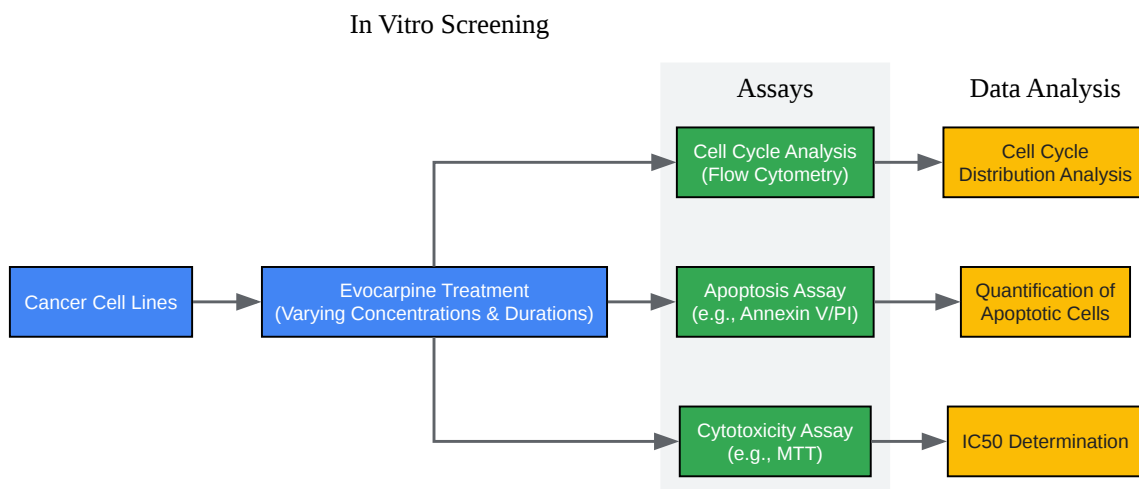 In Vitro Screening
Assays
Data Analysis
Cell Cycle Analysis
(Flow Cytometry)
Cell Cycle
Distribution Analysis
Cancer Cell Lines
Evocarpine Treatment
(Varying Concentrations & Durations)
Apoptosis Assay
(e.g., Annexin V/PI)
Quantification of
Apoptotic Cells
Cytotoxicity Assay
(e.g., MTT)
IC50 Determination